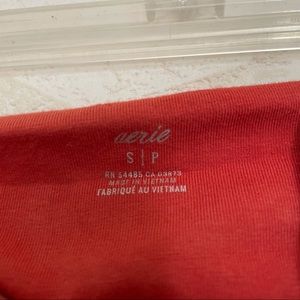 aerie
S | P
RN 54485 CA 03873
MADE IN VIETNAM
FABRIQUÉ AU VIETNAM